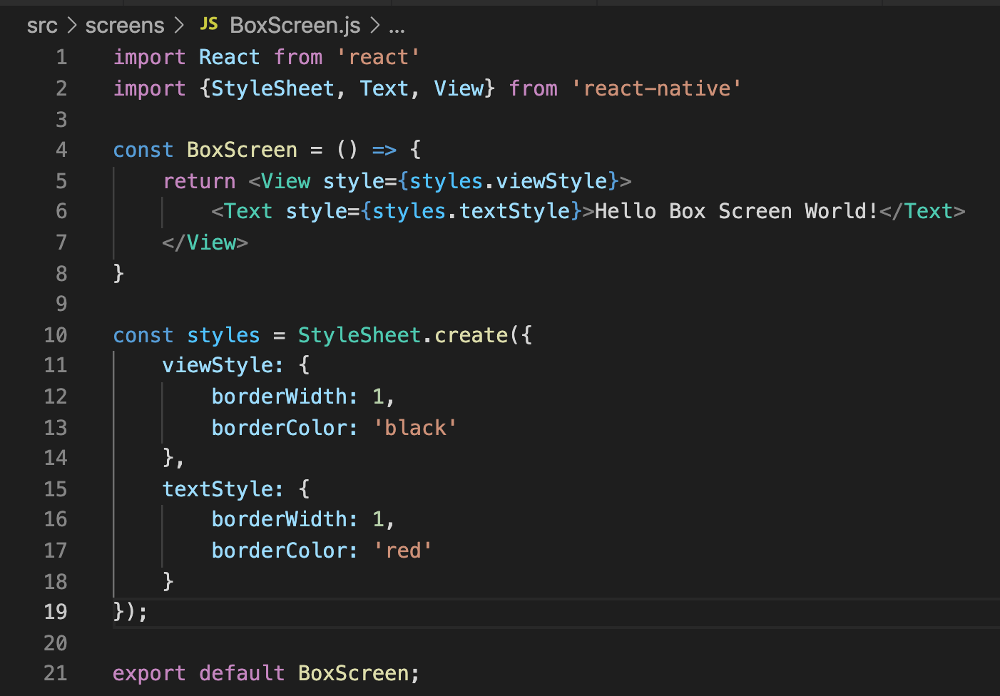 src > screens > JS BoxScreen.js > ...
1 import React from 'react'
2 import {StyleSheet, Text, View} from 'react-native'
3
4 const BoxScreen = () => {
5     return <View style={styles.viewStyle}>
6         <Text style={styles.textStyle}>Hello Box Screen World!</Text>
7     </View>
8 }
9
10 const styles = StyleSheet.create({
11     viewStyle: {
12         borderWidth: 1,
13         borderColor: 'black'
14     },
15     textStyle: {
16         borderWidth: 1,
17         borderColor: 'red'
18     }
19 });
20
21 export default BoxScreen;